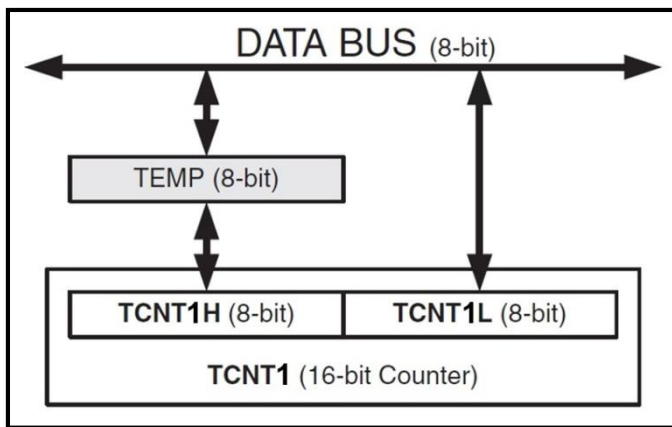 DATA BUS (8-bit)
TEMP (8-bit)
TCNT1H (8-bit) TCNT1L (8-bit)
TCNT1 (16-bit Counter)